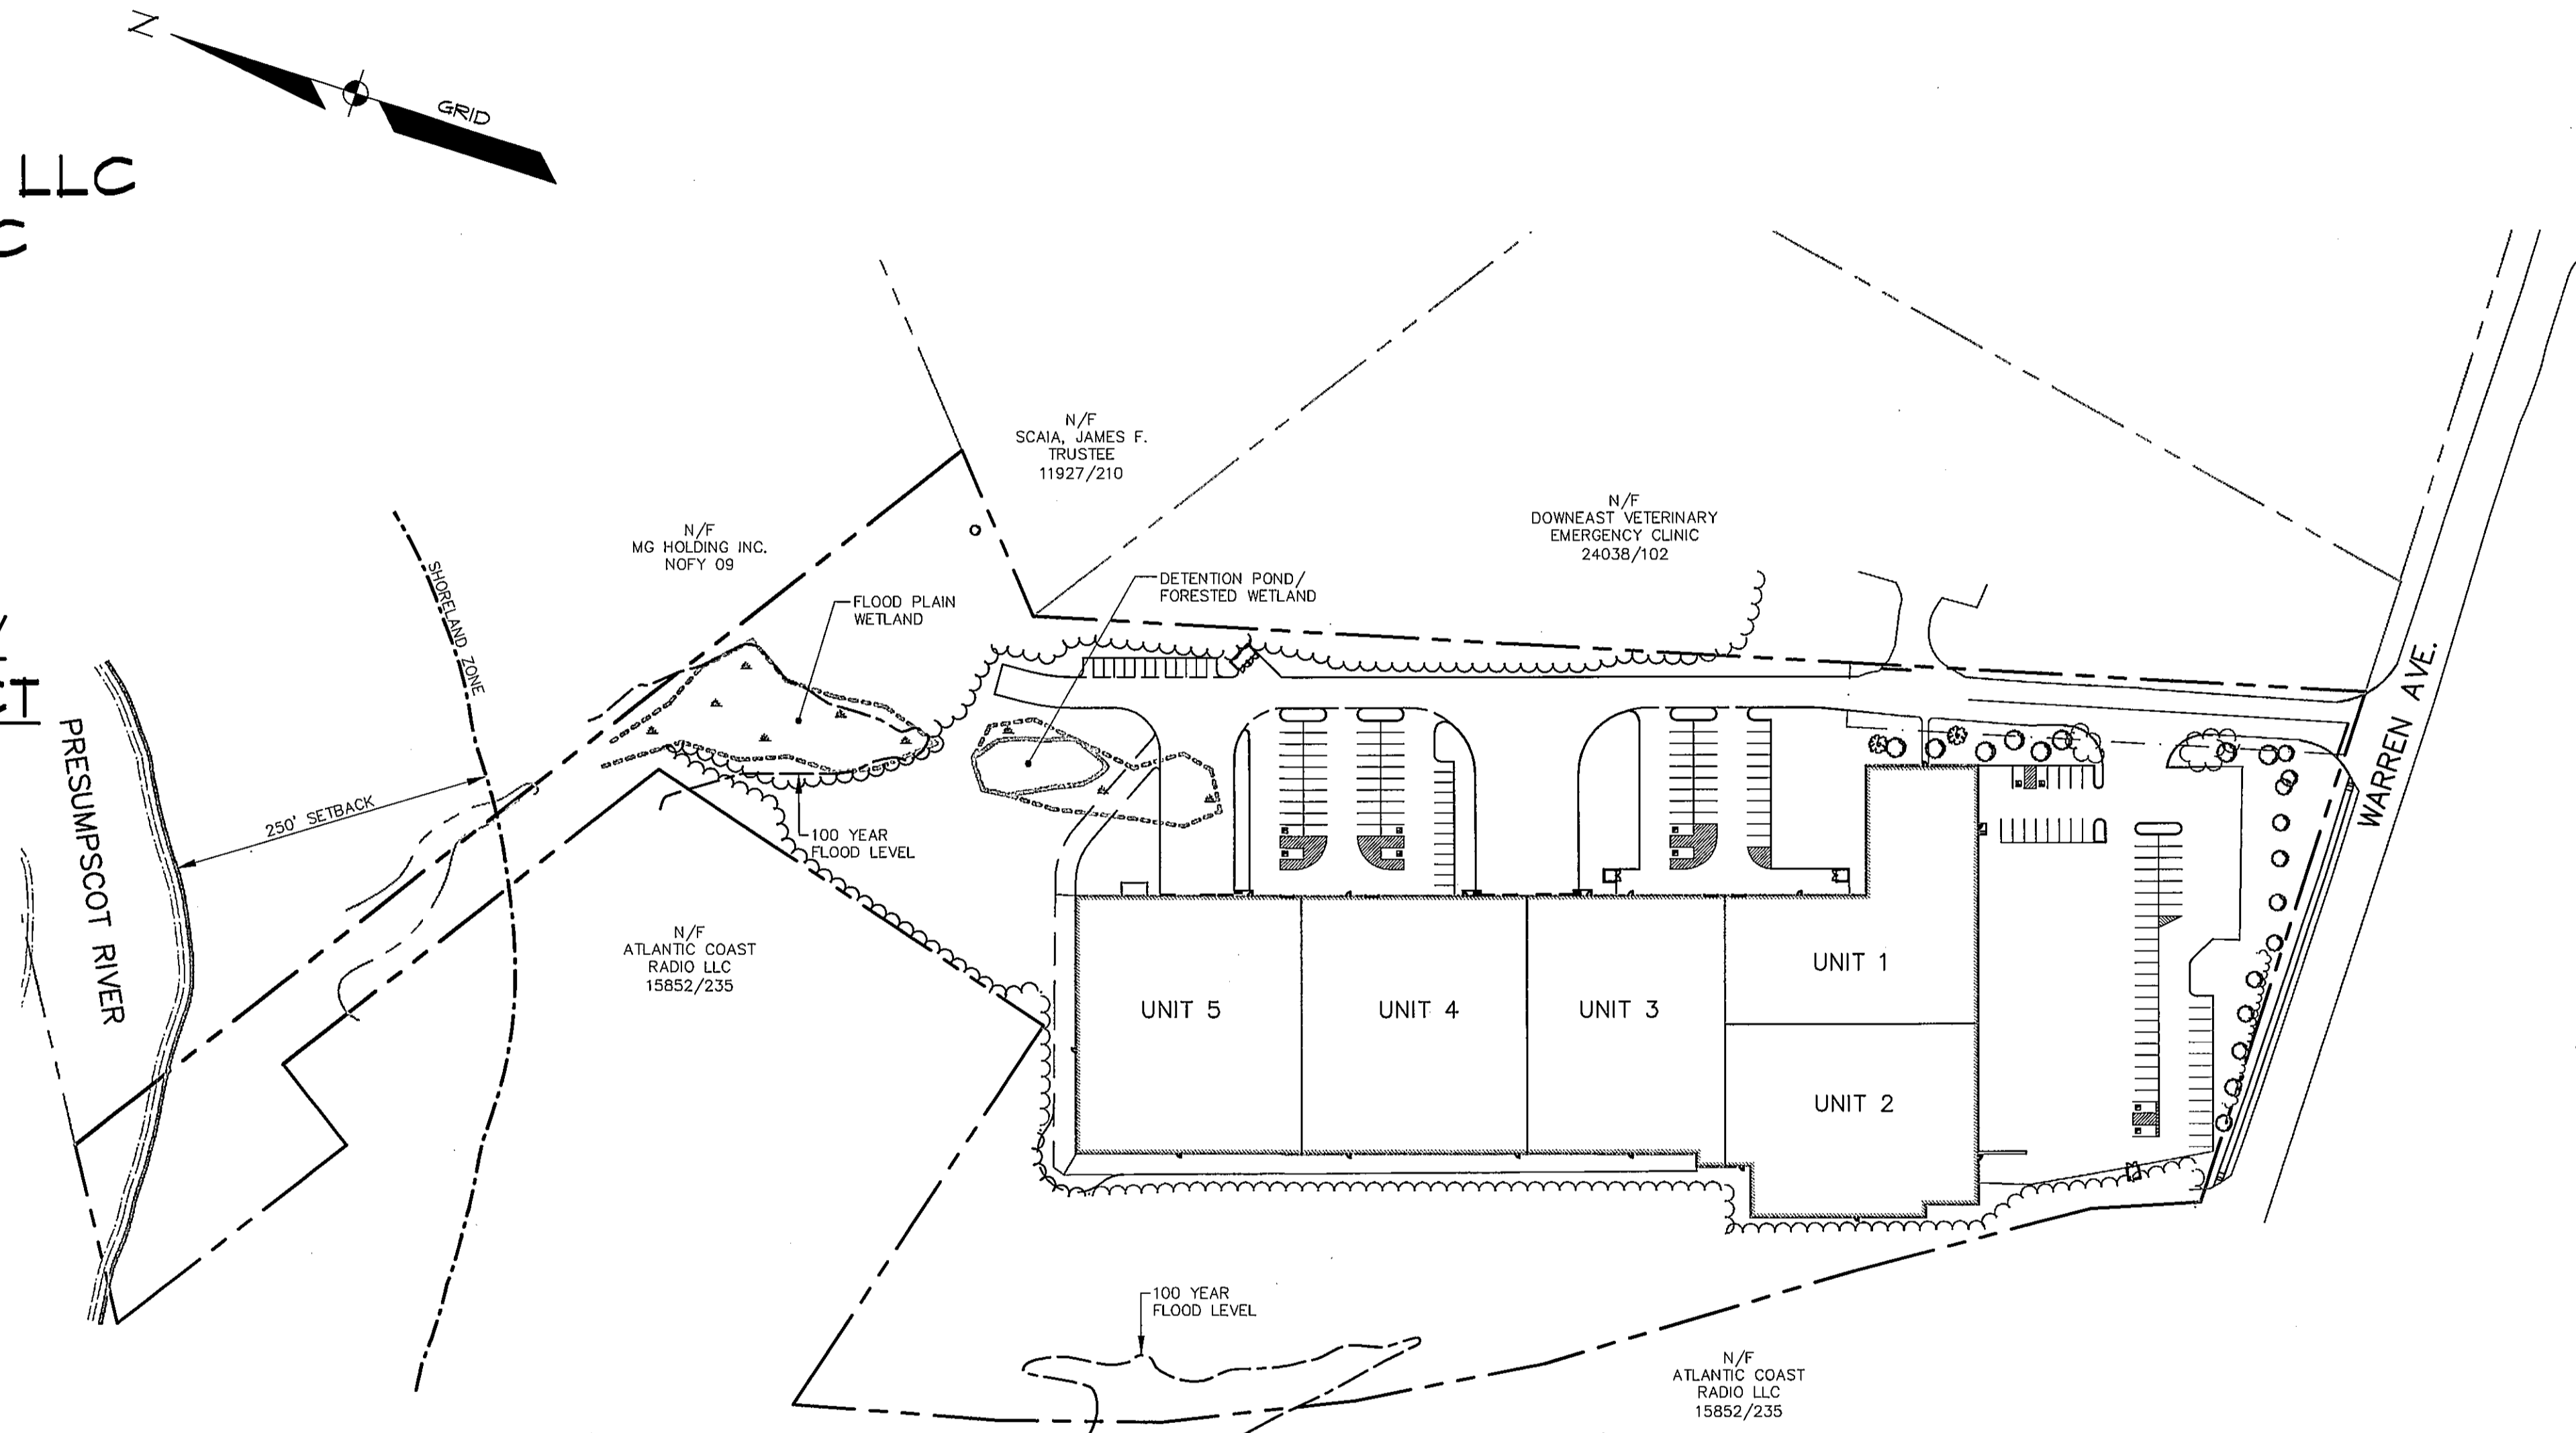 N
GRID
LLC
C
N/F
SCAIA, JAMES F.
TRUSTEE
11927/210
N/F
MG HOLDING INC.
NOFY 09
N/F
DOWNEAST VETERINARY
EMERGENCY CLINIC
24038/102
SHORELAND ZONE
FLOOD PLAIN
WETLAND
DETENTION POND/
FORESTED WETLAND
WARREN AVE.
PRESUMPSCOT RIVER
250' SETBACK
100 YEAR
FLOOD LEVEL
N/F
ATLANTIC COAST
RADIO LLC
15852/235
UNIT 5
UNIT 4
UNIT 3
UNIT 1
UNIT 2
100 YEAR
FLOOD LEVEL
N/F
ATLANTIC COAST
RADIO LLC
15852/235